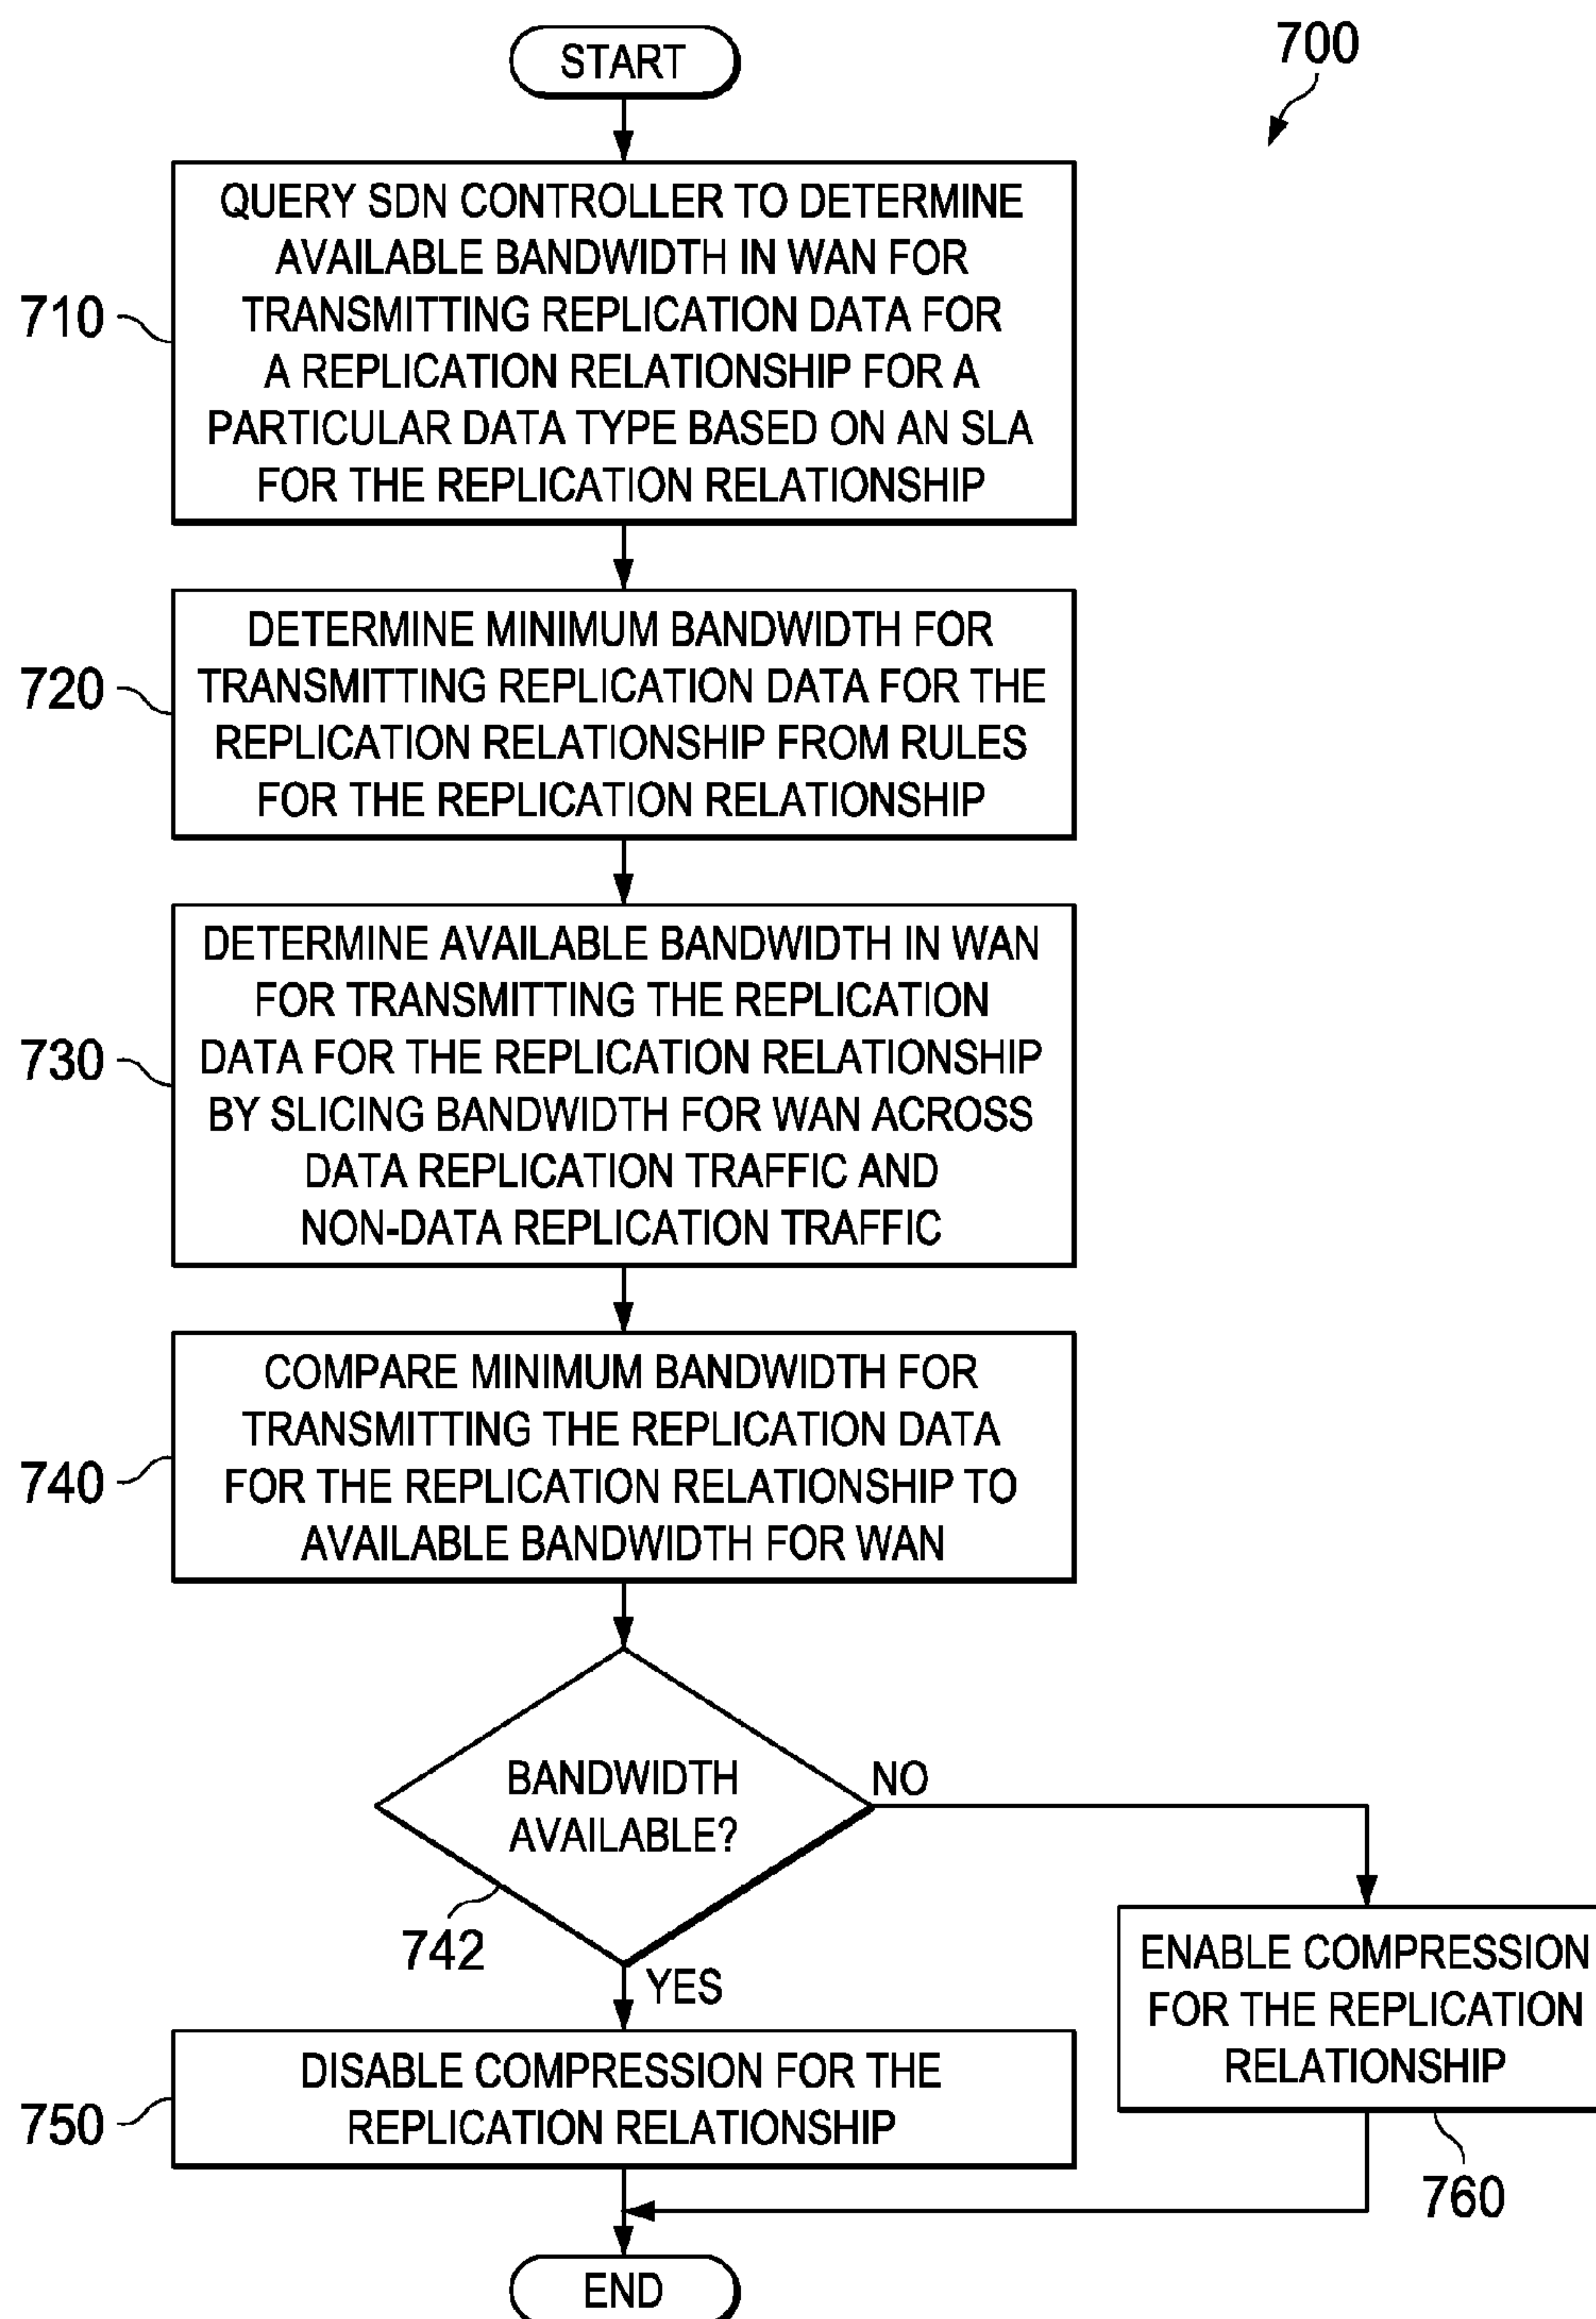 START
700
QUERY SDN CONTROLLER TO DETERMINE
AVAILABLE BANDWIDTH IN WAN FOR
TRANSMITTING REPLICATION DATA FOR
A REPLICATION RELATIONSHIP FOR A
PARTICULAR DATA TYPE BASED ON AN SLA
FOR THE REPLICATION RELATIONSHIP
710
DETERMINE MINIMUM BANDWIDTH FOR
TRANSMITTING REPLICATION DATA FOR THE
REPLICATION RELATIONSHIP FROM RULES
FOR THE REPLICATION RELATIONSHIP
720
DETERMINE AVAILABLE BANDWIDTH IN WAN
FOR TRANSMITTING THE REPLICATION
DATA FOR THE REPLICATION RELATIONSHIP
BY SLICING BANDWIDTH FOR WAN ACROSS
DATA REPLICATION TRAFFIC AND
NON-DATA REPLICATION TRAFFIC
730
COMPARE MINIMUM BANDWIDTH FOR
TRANSMITTING THE REPLICATION DATA
FOR THE REPLICATION RELATIONSHIP TO
AVAILABLE BANDWIDTH FOR WAN
740
BANDWIDTH
AVAILABLE?
742
NO
YES
ENABLE COMPRESSION
FOR THE REPLICATION
RELATIONSHIP
760
DISABLE COMPRESSION FOR THE
REPLICATION RELATIONSHIP
750
END